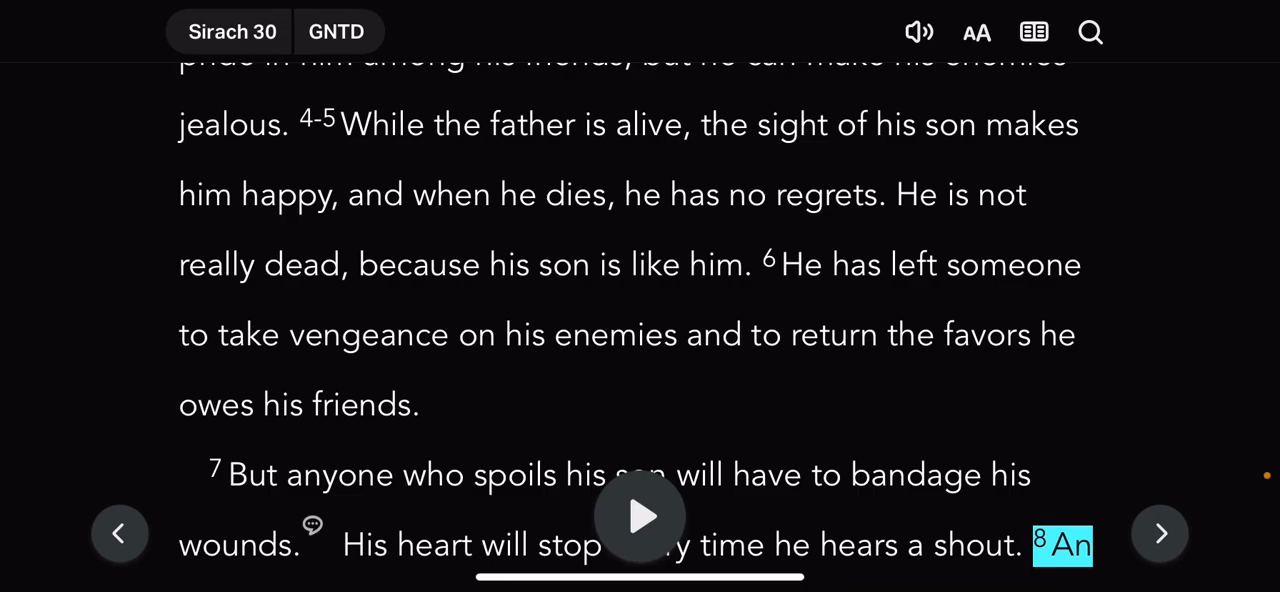 Sirach 30 GNTD
AA
jealous. 4-5 While the father is alive, the sight of his son makes
him happy, and when he dies, he has no regrets. He is not
really dead, because his son is like him. 6 He has left someone
to take vengeance on his enemies and to return the favors he
owes his friends.
7 But anyone who spoils his son will have to bandage his
wounds. His heart will stop time he hears a shout. 8 An